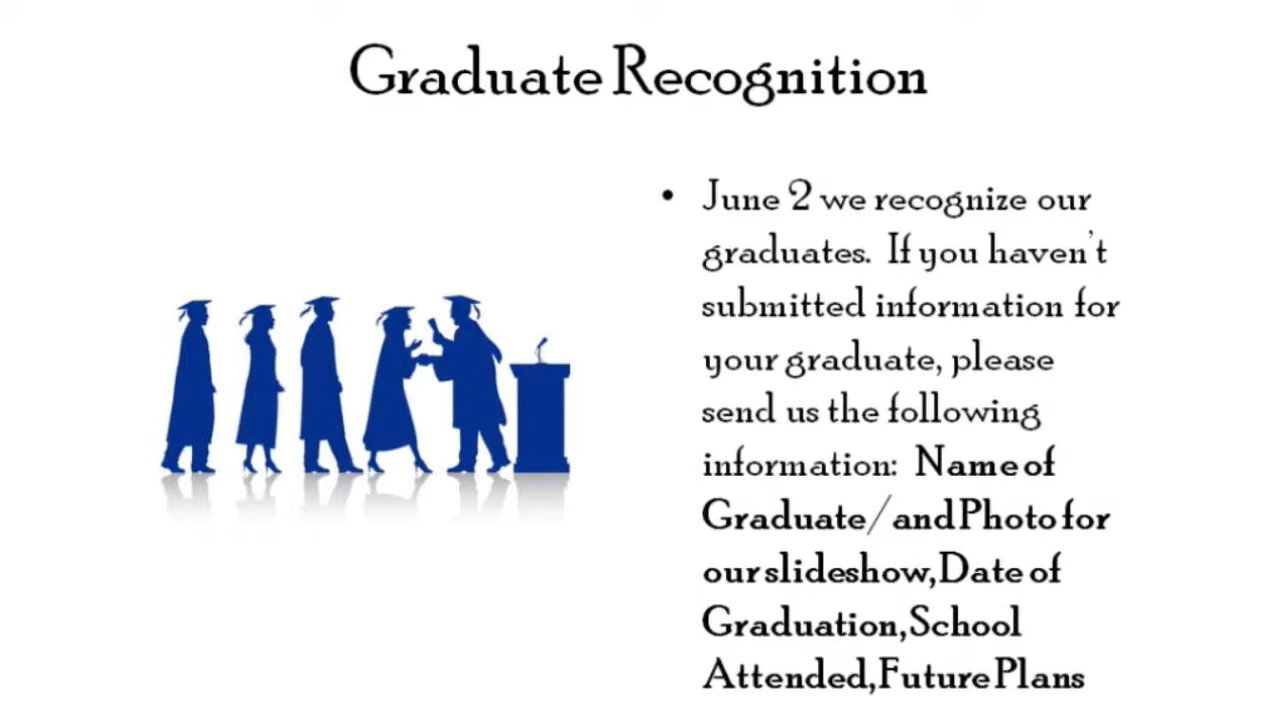 Graduate Recognition
• June 2 we recognize our
graduates.  If you haven't
submitted information for
your graduate, please
send us the following
information:  Name of
Graduate/and Photo for
our slideshow, Date of
Graduation, School
Attended, Future Plans